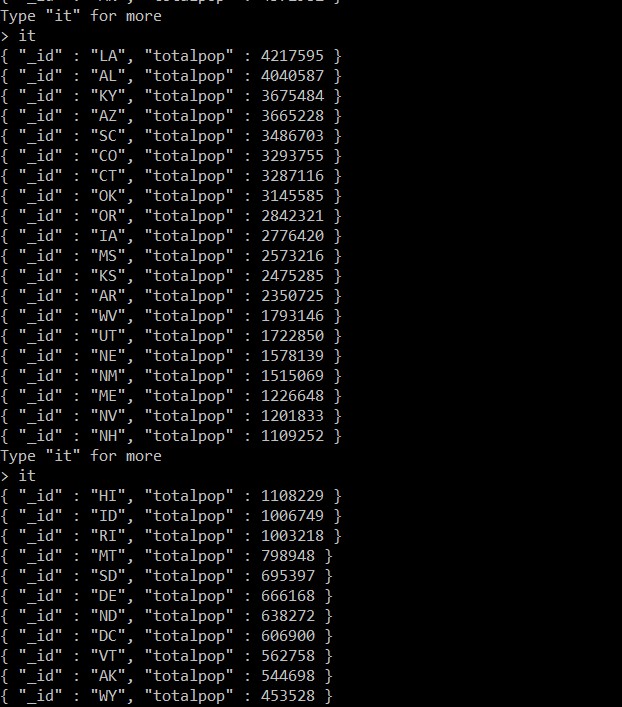 Type "it" for more
> it
{ "_id" : "LA", "totalpop" : 4217595 }
{ "_id" : "AL", "totalpop" : 4040587 }
{ "_id" : "KY", "totalpop" : 3675484 }
{ "_id" : "AZ", "totalpop" : 3665228 }
{ "_id" : "SC", "totalpop" : 3486703 }
{ "_id" : "CO", "totalpop" : 3293755 }
{ "_id" : "CT", "totalpop" : 3287116 }
{ "_id" : "OK", "totalpop" : 3145585 }
{ "_id" : "OR", "totalpop" : 2842321 }
{ "_id" : "IA", "totalpop" : 2776420 }
{ "_id" : "MS", "totalpop" : 2573216 }
{ "_id" : "KS", "totalpop" : 2475285 }
{ "_id" : "AR", "totalpop" : 2350725 }
{ "_id" : "WV", "totalpop" : 1793146 }
{ "_id" : "UT", "totalpop" : 1722850 }
{ "_id" : "NE", "totalpop" : 1578139 }
{ "_id" : "NM", "totalpop" : 1515069 }
{ "_id" : "ME", "totalpop" : 1226648 }
{ "_id" : "NV", "totalpop" : 1201833 }
{ "_id" : "NH", "totalpop" : 1109252 }
Type "it" for more
> it
{ "_id" : "HI", "totalpop" : 1108229 }
{ "_id" : "ID", "totalpop" : 1006749 }
{ "_id" : "RI", "totalpop" : 1003218 }
{ "_id" : "MT", "totalpop" : 798948 }
{ "_id" : "SD", "totalpop" : 695397 }
{ "_id" : "DE", "totalpop" : 666168 }
{ "_id" : "ND", "totalpop" : 638272 }
{ "_id" : "DC", "totalpop" : 606900 }
{ "_id" : "VT", "totalpop" : 562758 }
{ "_id" : "AK", "totalpop" : 544698 }
{ "_id" : "WY", "totalpop" : 453528 }